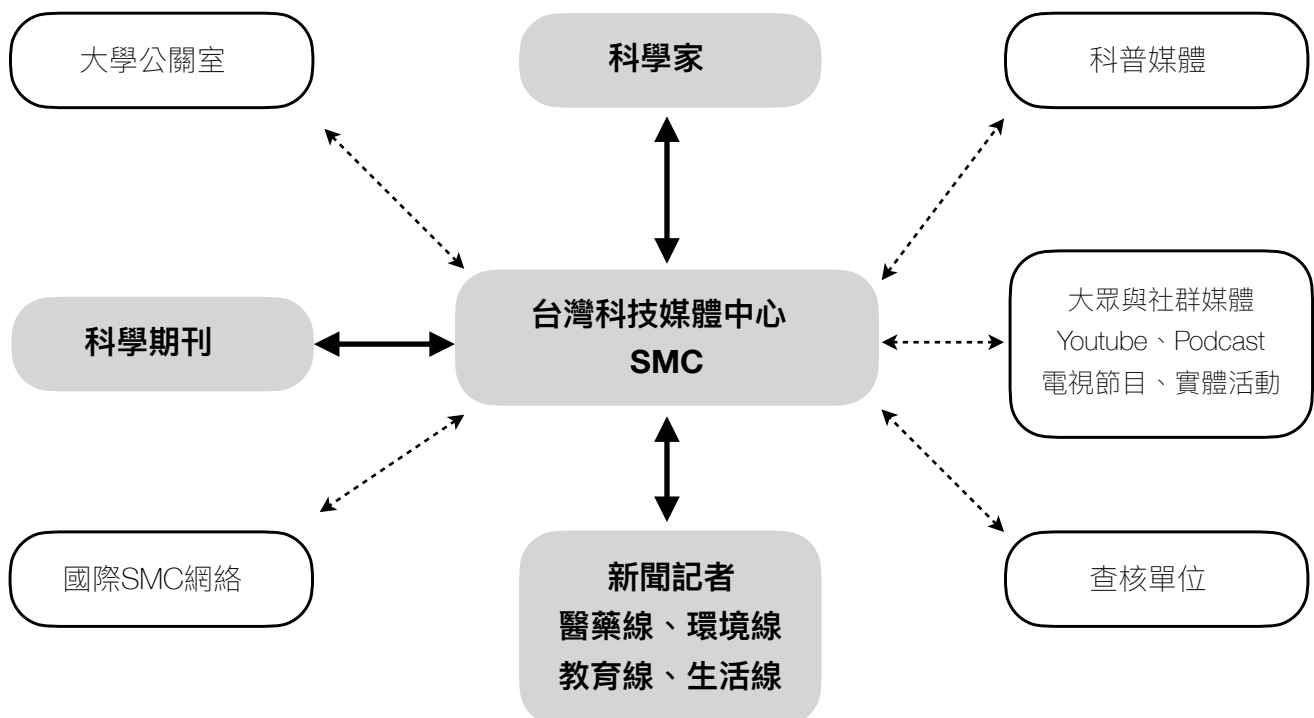 大學公關室
科學家
科普媒體
科學期刊
台灣科技媒體中心
SMC
大眾與社群媒體
Youtube、Podcast
電視節目、實體活動
國際SMC網絡
新聞記者
醫藥線、環境線
教育線、生活線
查核單位